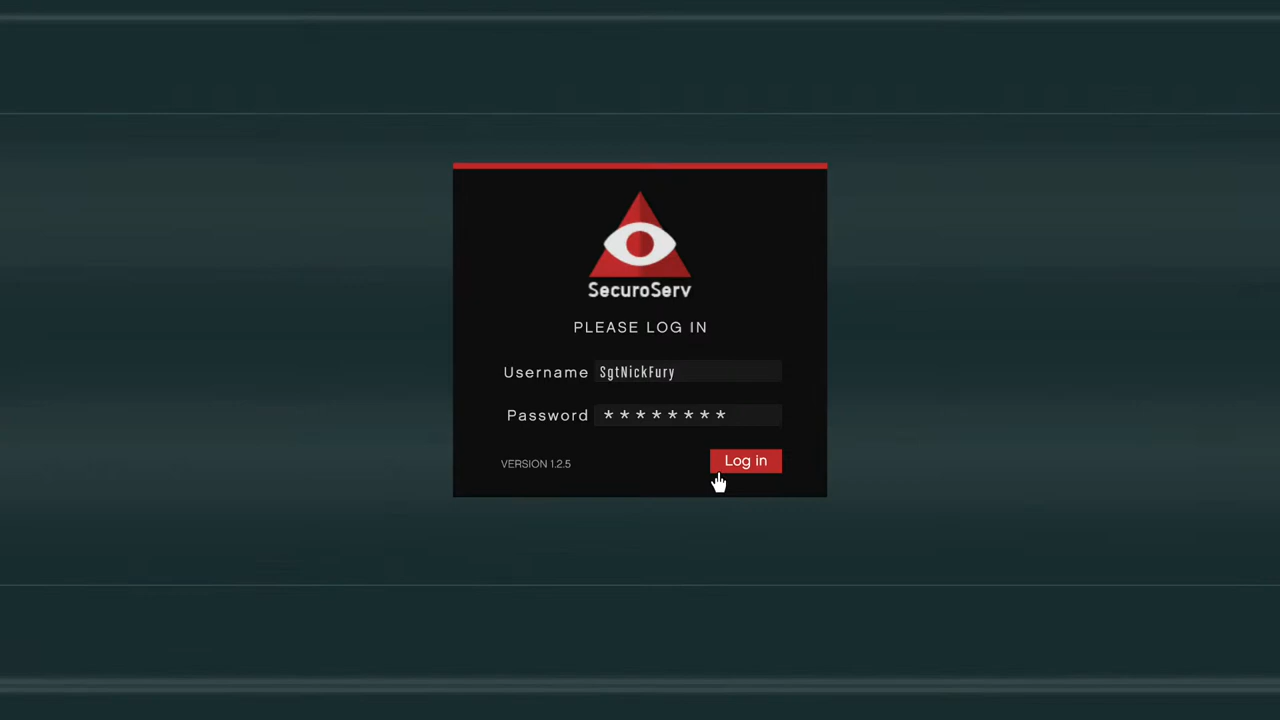 SecuroServ
PLEASE LOG IN
Username SgtNickFury
Password ********
VERSION 1.2.5 Log in